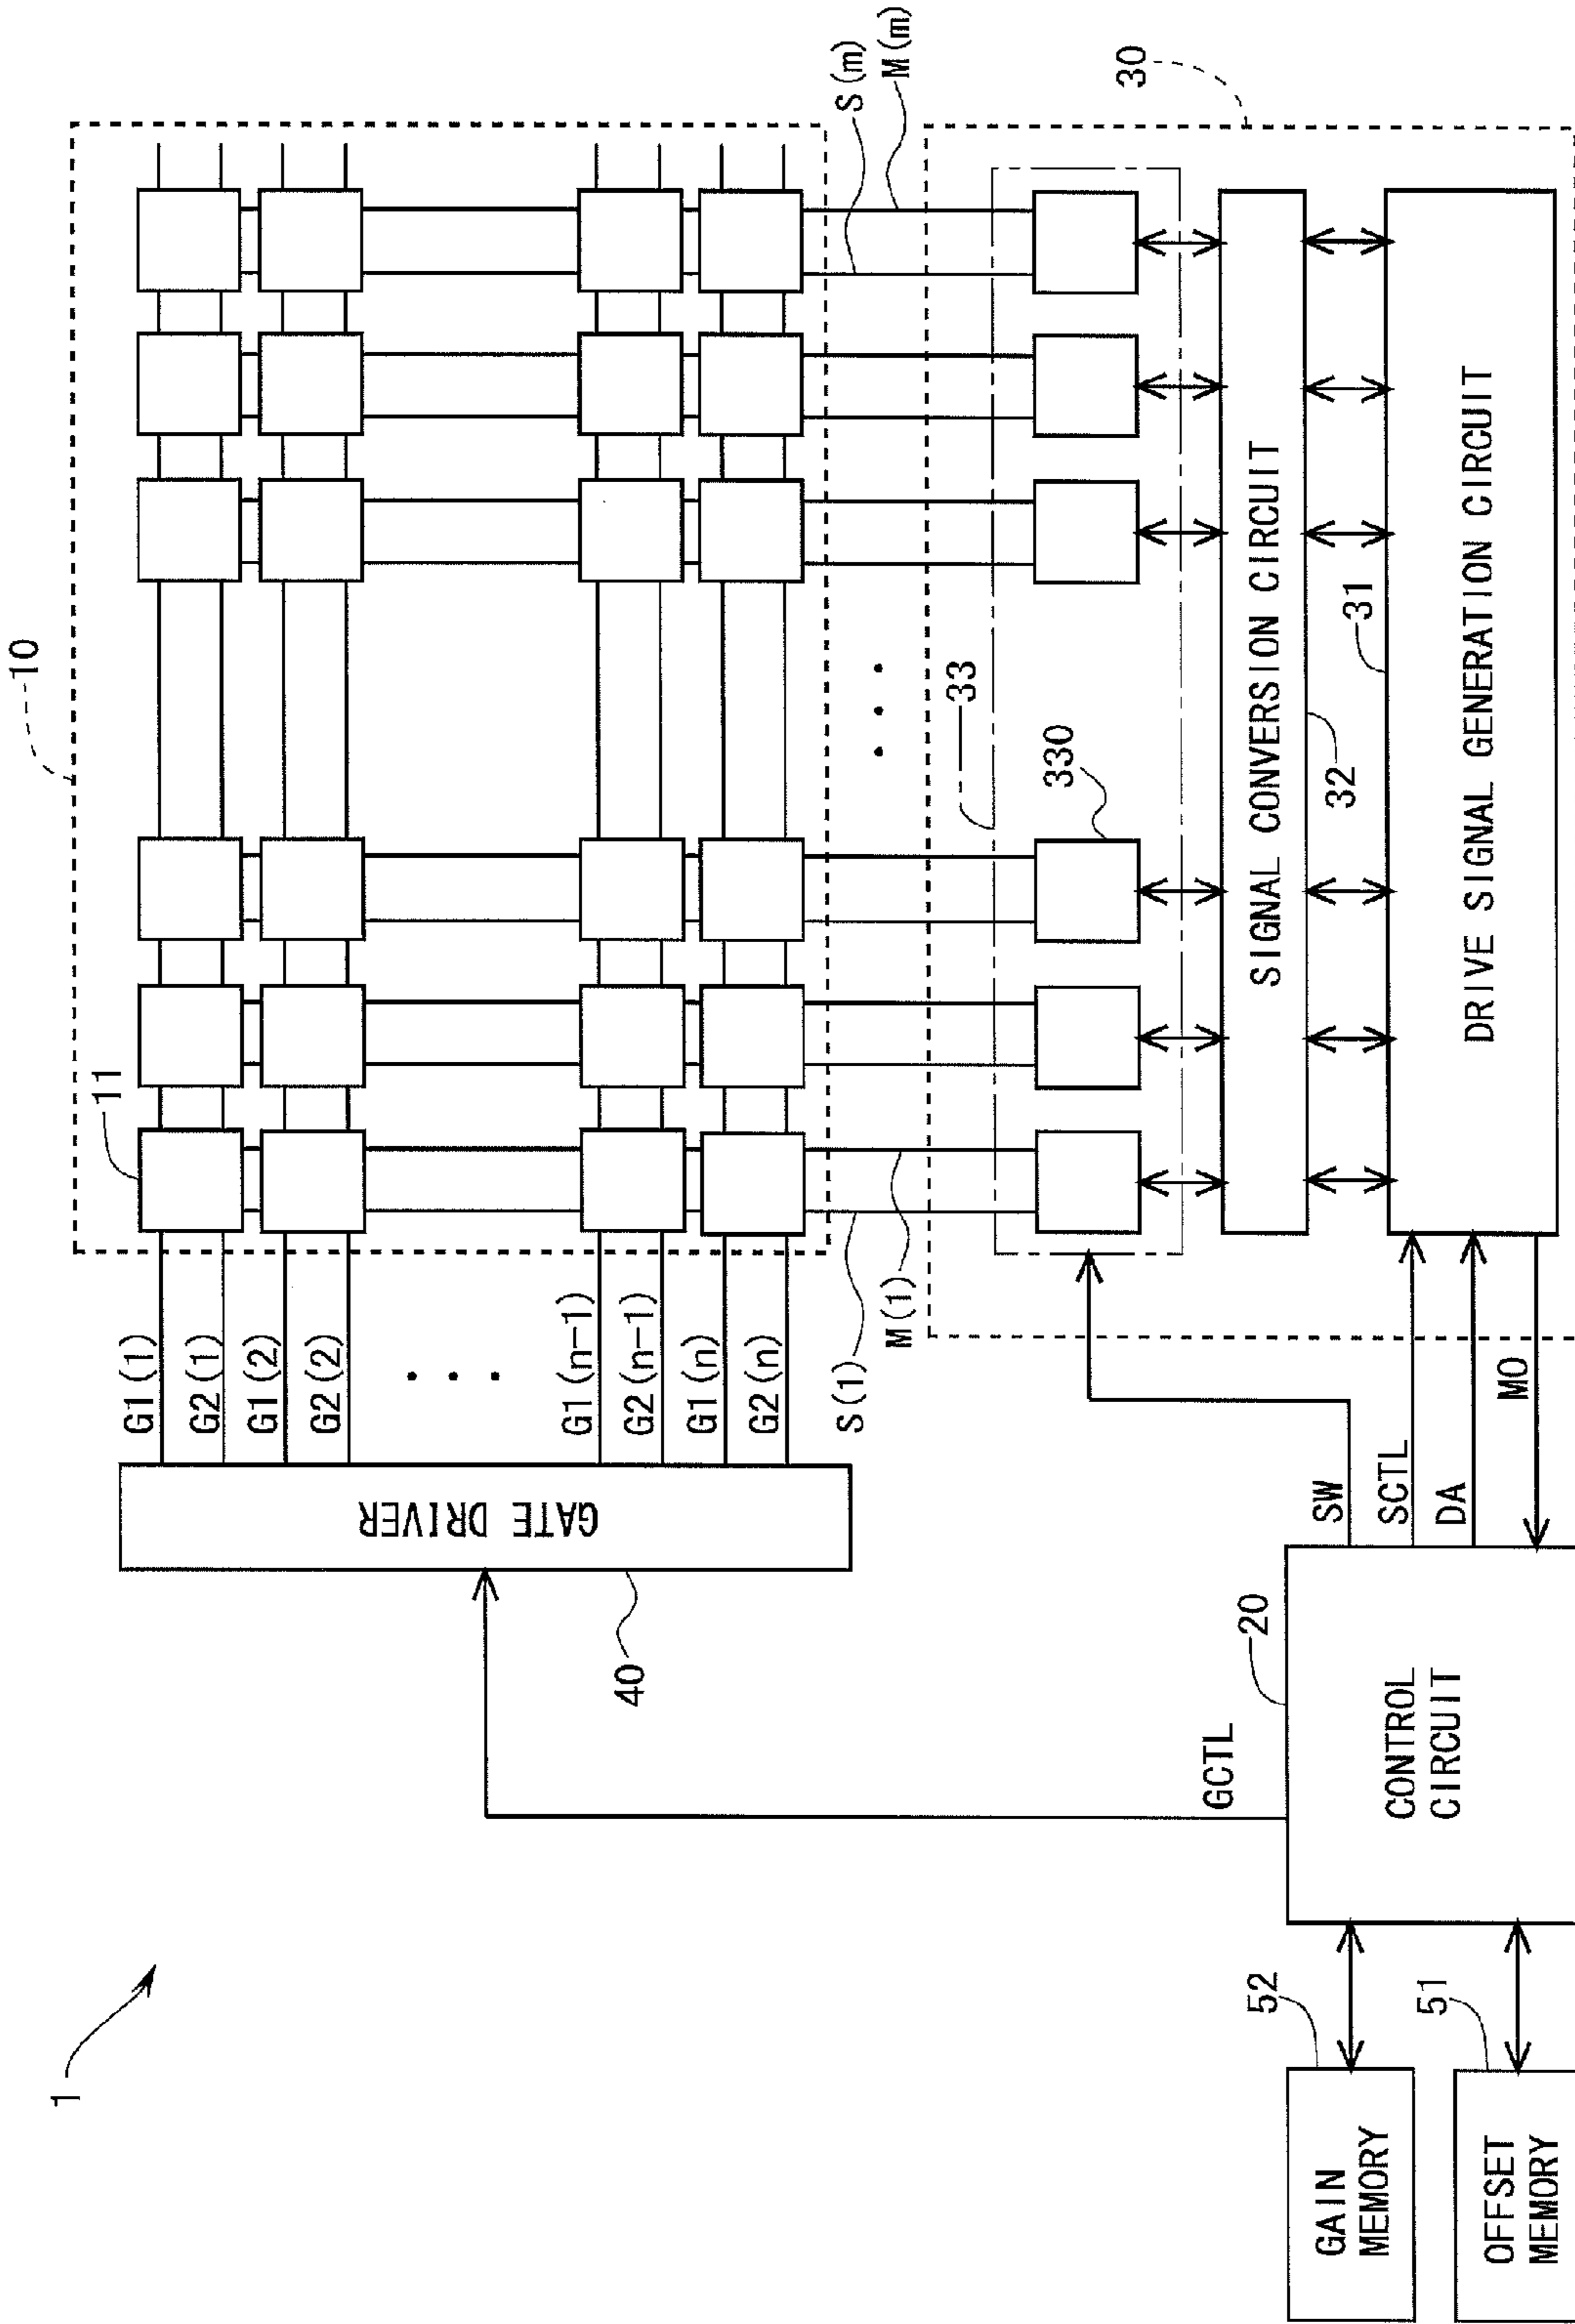 1
10
11
G1(1)
G2(1)
G1(2)
G2(2)
G1(n-1)
G2(n-1)
G1(n)
G2(n)
GATE DRIVER
40
S(1)
M(1)
S(m)
M(m)
30
33
330
SIGNAL CONVERSION CIRCUIT
32
31
DRIVE SIGNAL GENERATION CIRCUIT
GCTL
SW
SCTL
DA
MO
20
CONTROL
CIRCUIT
52
GAIN
MEMORY
51
OFFSET
MEMORY